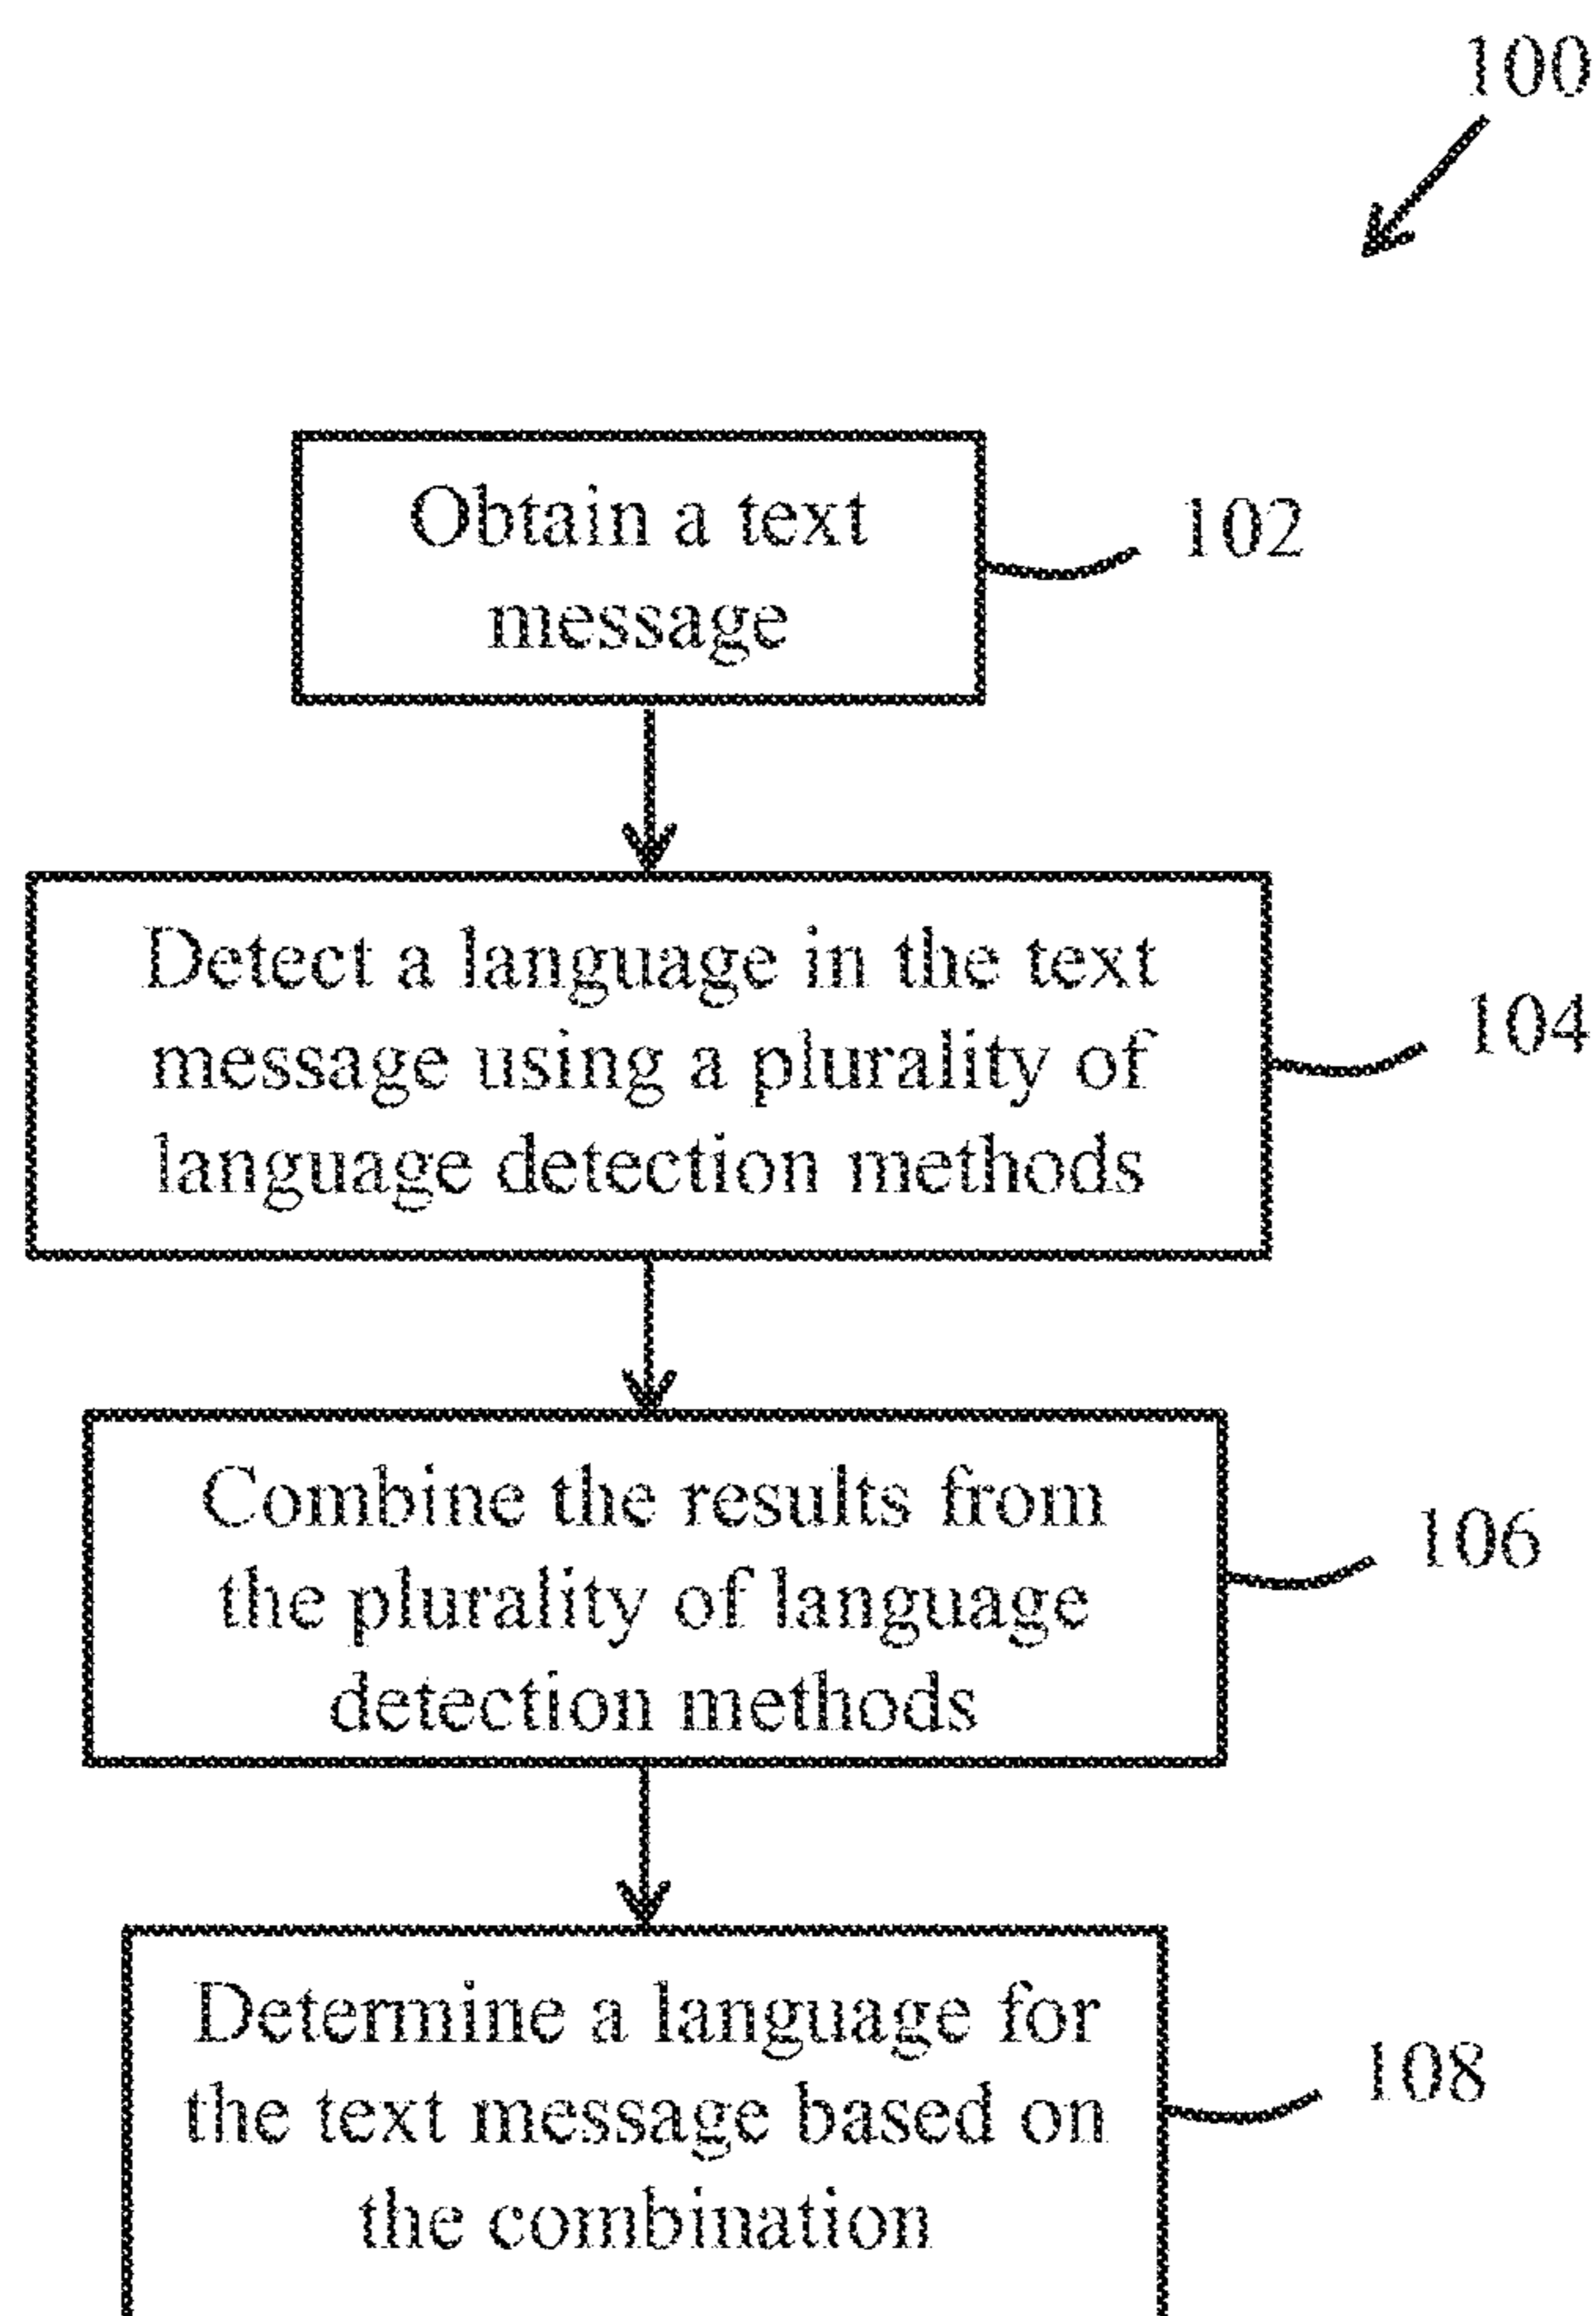 100
Obtain a text
message
102
Detect a language in the text
message using a plurality of
language detection methods
104
Combine the results from
the plurality of language
detection methods
106
Determine a language for
the text message based on
the combination
108